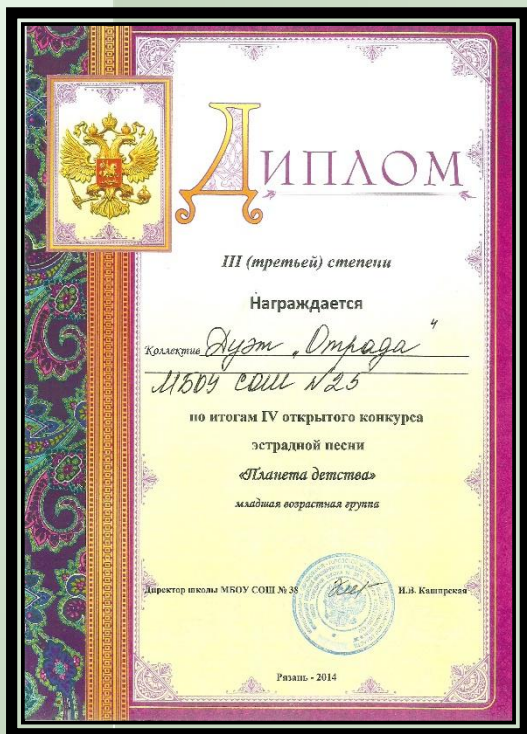 Диплом
III (третьей) степени
Награждается
Коллектив Дуэт „Отрада"
МБОУ СОШ №25
по итогам IV открытого конкурса
эстрадной песни
«Планета детства»
младшая возрастная группа
Директор школы МБОУ СОШ № 38 И.В. Каширская
Рязань - 2014